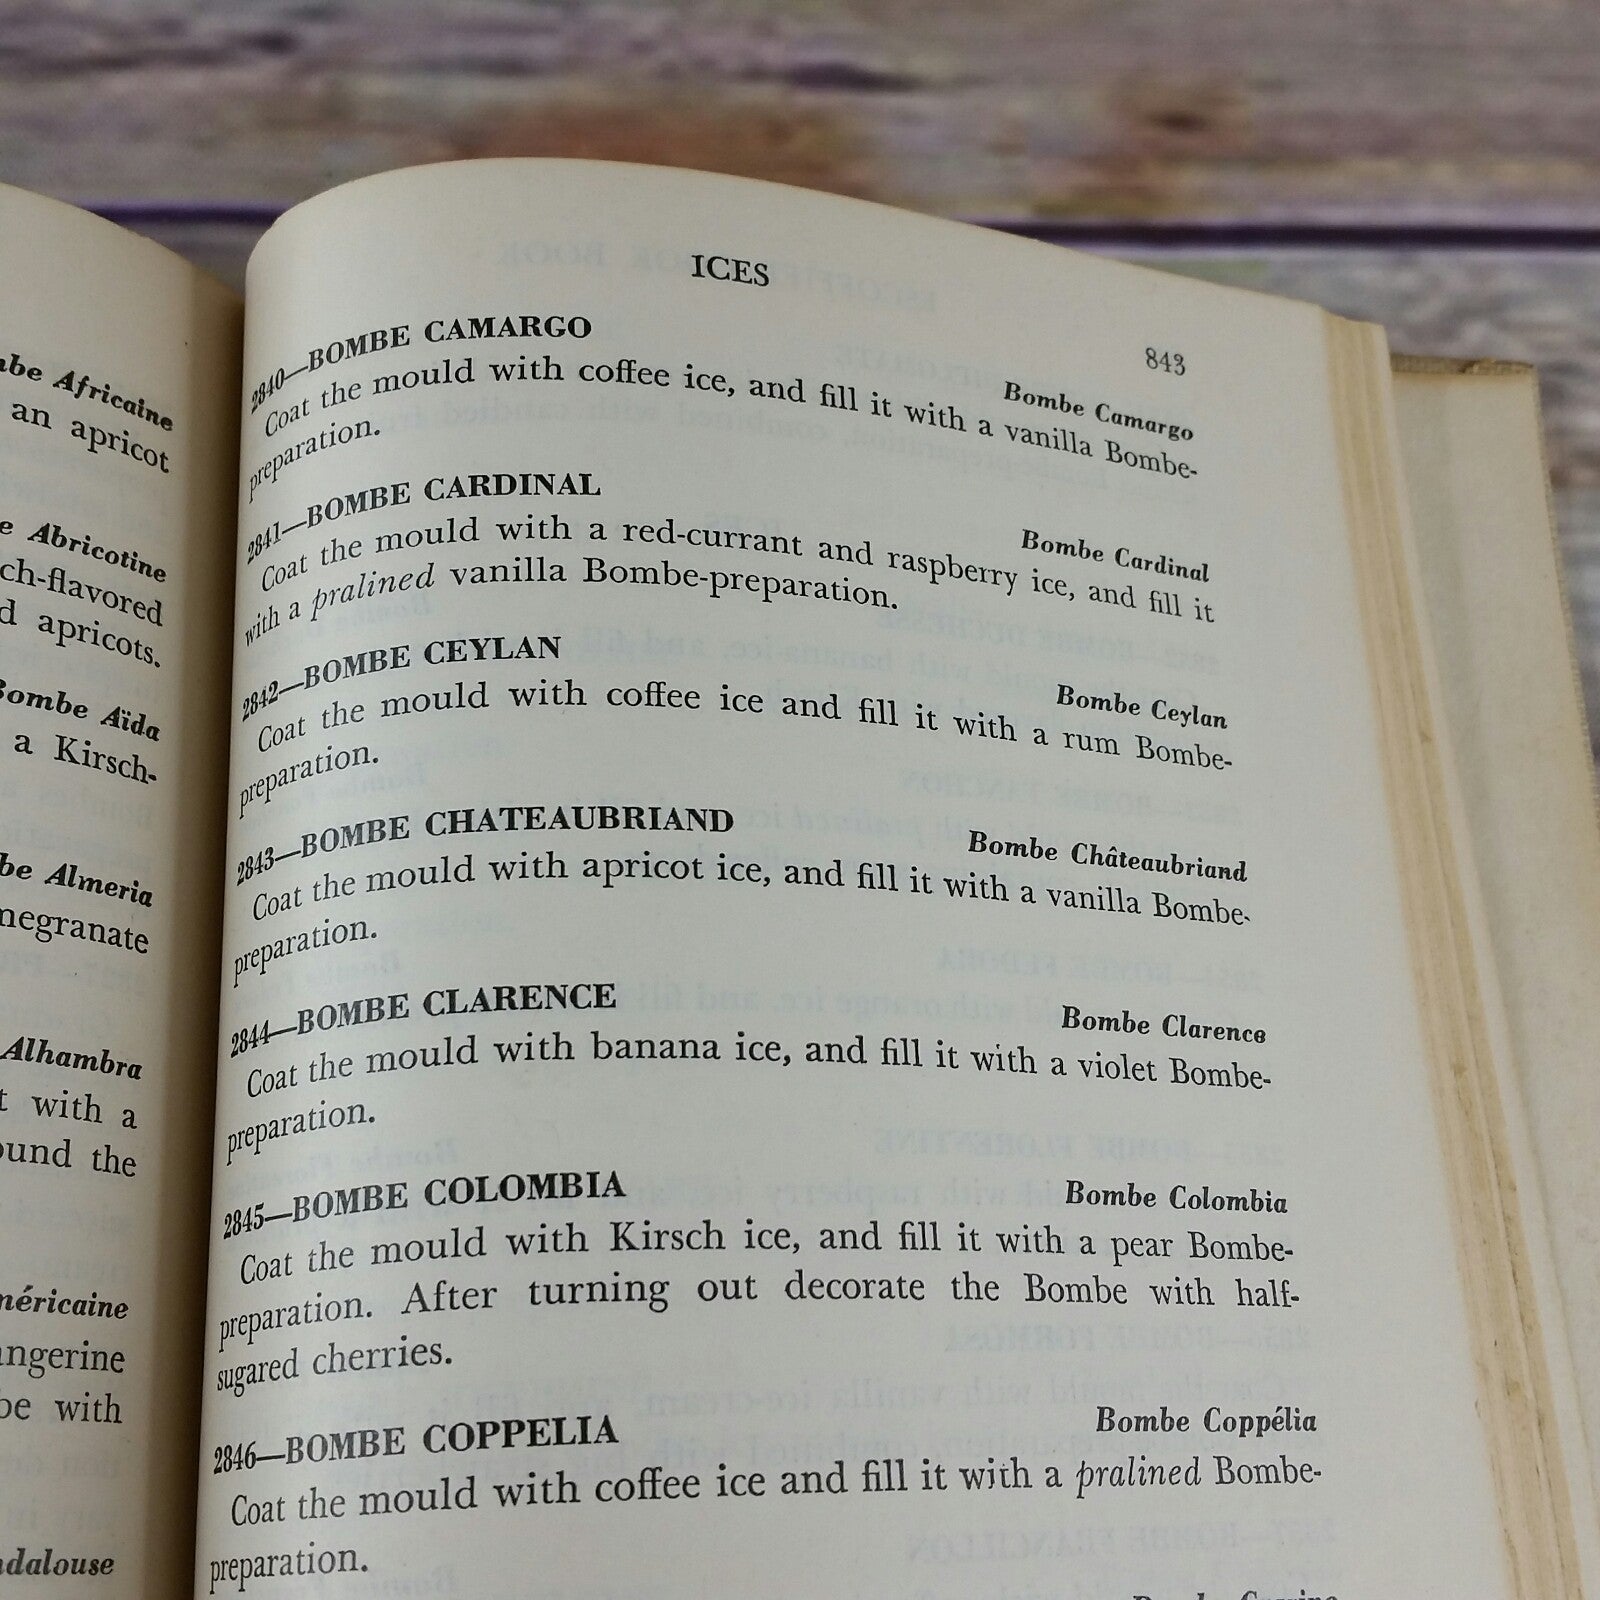 mbe Africaine
an apricot
e Abricotine
ch-flavored
d apricots.
Bombe Aïda
a Kirsch-
be Almeria
megranate
Alhambra
t with a
ound the
méricaine
angerine
be with
dalouse
ICES
843
2840—BOMBE CAMARGO
Bombe Camargo
Coat the mould with coffee ice, and fill it with a vanilla Bombe-
preparation.
2841—BOMBE CARDINAL
Bombe Cardinal
Coat the mould with a red-currant and raspberry ice, and fill it
with a pralined vanilla Bombe-preparation.
2842—BOMBE CEYLAN
Bombe Ceylan
Coat the mould with coffee ice and fill it with a rum Bombe-
preparation.
2843—BOMBE CHATEAUBRIAND
Bombe Châteaubriand
Coat the mould with apricot ice, and fill it with a vanilla Bombe-
preparation.
2844—BOMBE CLARENCE
Bombe Clarence
Coat the mould with banana ice, and fill it with a violet Bombe-
preparation.
2845—BOMBE COLOMBIA
Bombe Colombia
Coat the mould with Kirsch ice, and fill it with a pear Bombe-
preparation. After turning out decorate the Bombe with half-
sugared cherries.
2846—BOMBE COPPELIA
Bombe Coppélia
Coat the mould with coffee ice and fill it with a pralined Bombe-
preparation.